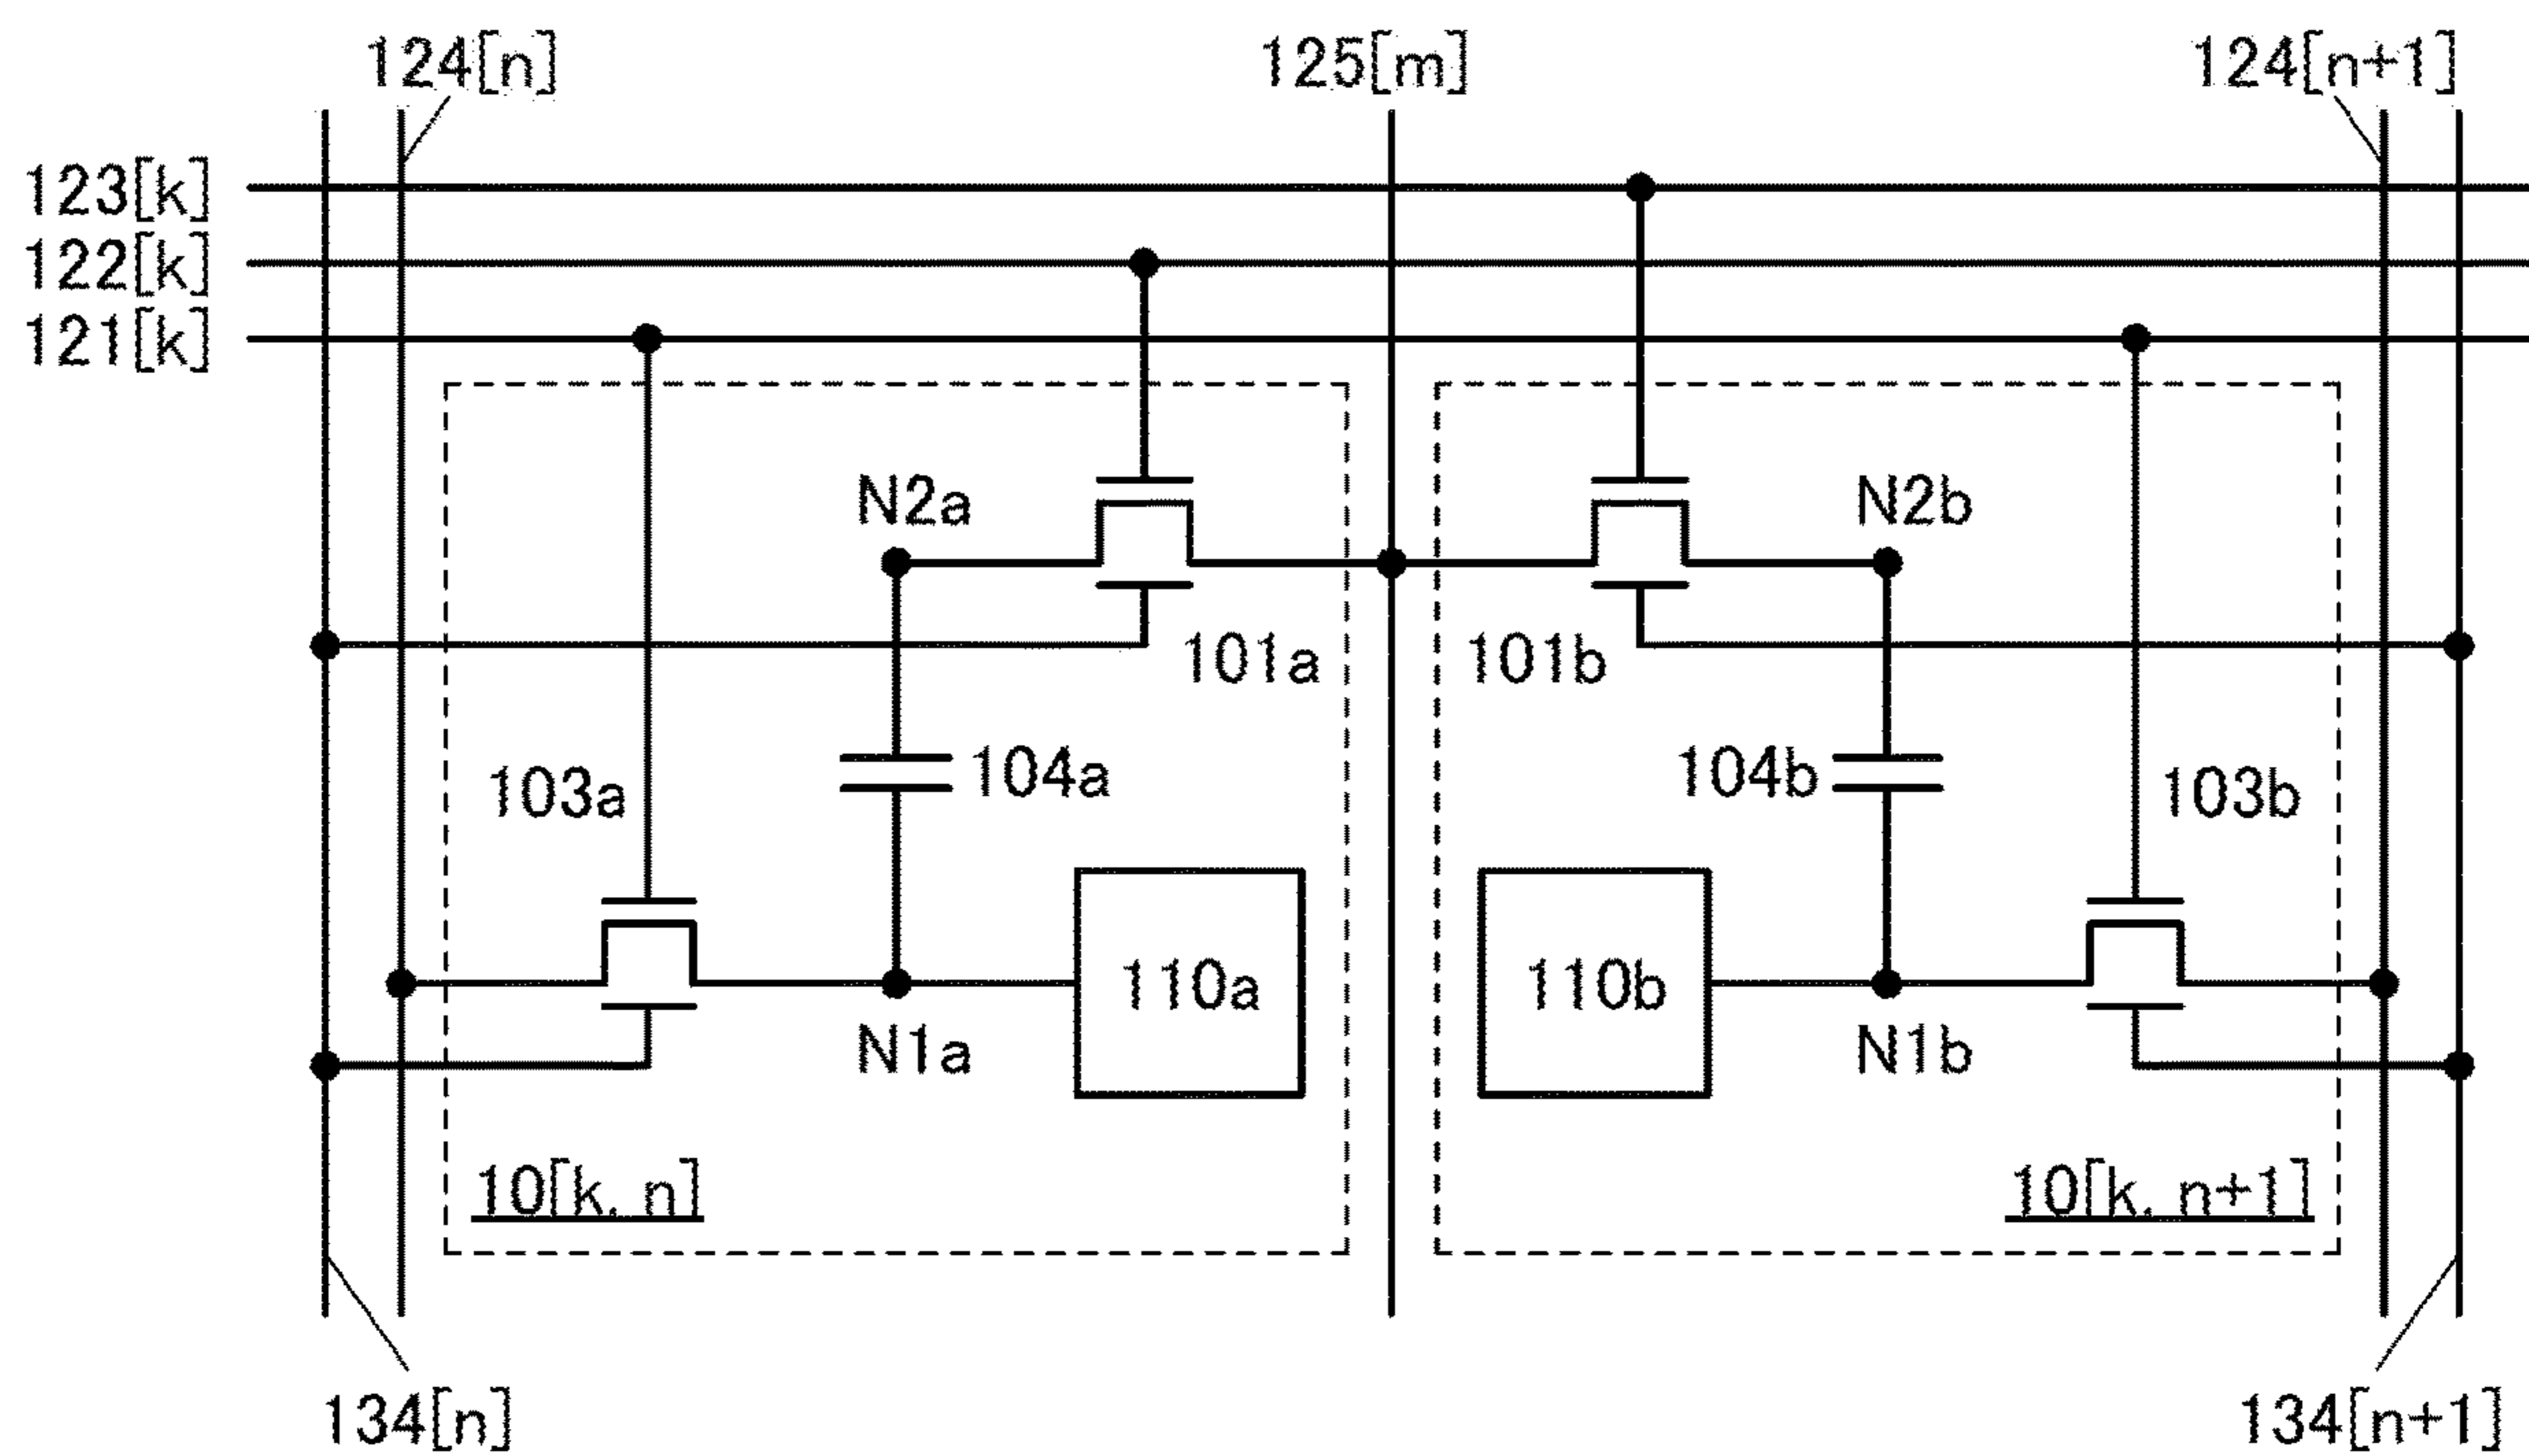 124[n]
125[m]
124[n+1]
123[k]
122[k]
121[k]
N2a
N2b
101a
101b
103a
104a
104b
103b
110a
110b
N1a
N1b
10[k, n]
10[k, n+1]
134[n]
134[n+1]